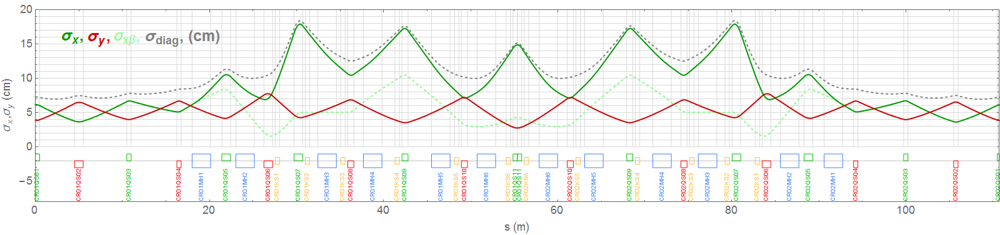 20
15
10
5
0
−5
σx,σy (cm)
σx, σy, σxβ, σdiag, (cm)
CR01QS01
CR01QS02
CR01QS03
CR01QS04
CR01MH1
CR01QS05
CR01MH2
CR01QS06
CR01KS1
CR01QS07
CR01KS2
CR01MH3
CR01KS3
CR01QS08
CR01MH4
CR01KS4
CR01QS09
CR01MH5
CR01KS5
CR01QS10
CR01MH6
CR01KS6
CR01QS11
CR01QS11
CR02KS6
CR02MH6
CR02QS10
CR02KS5
CR02MH5
CR02QS09
CR02KS4
CR02MH4
CR02QS08
CR02KS3
CR02MH3
CR02KS2
CR02QS07
CR02KS1
CR02QS06
CR02MH2
CR02QS05
CR02MH1
CR02QS04
CR02QS03
CR02QS02
CR02QS01
0 20 40 60 80 100
s (m)